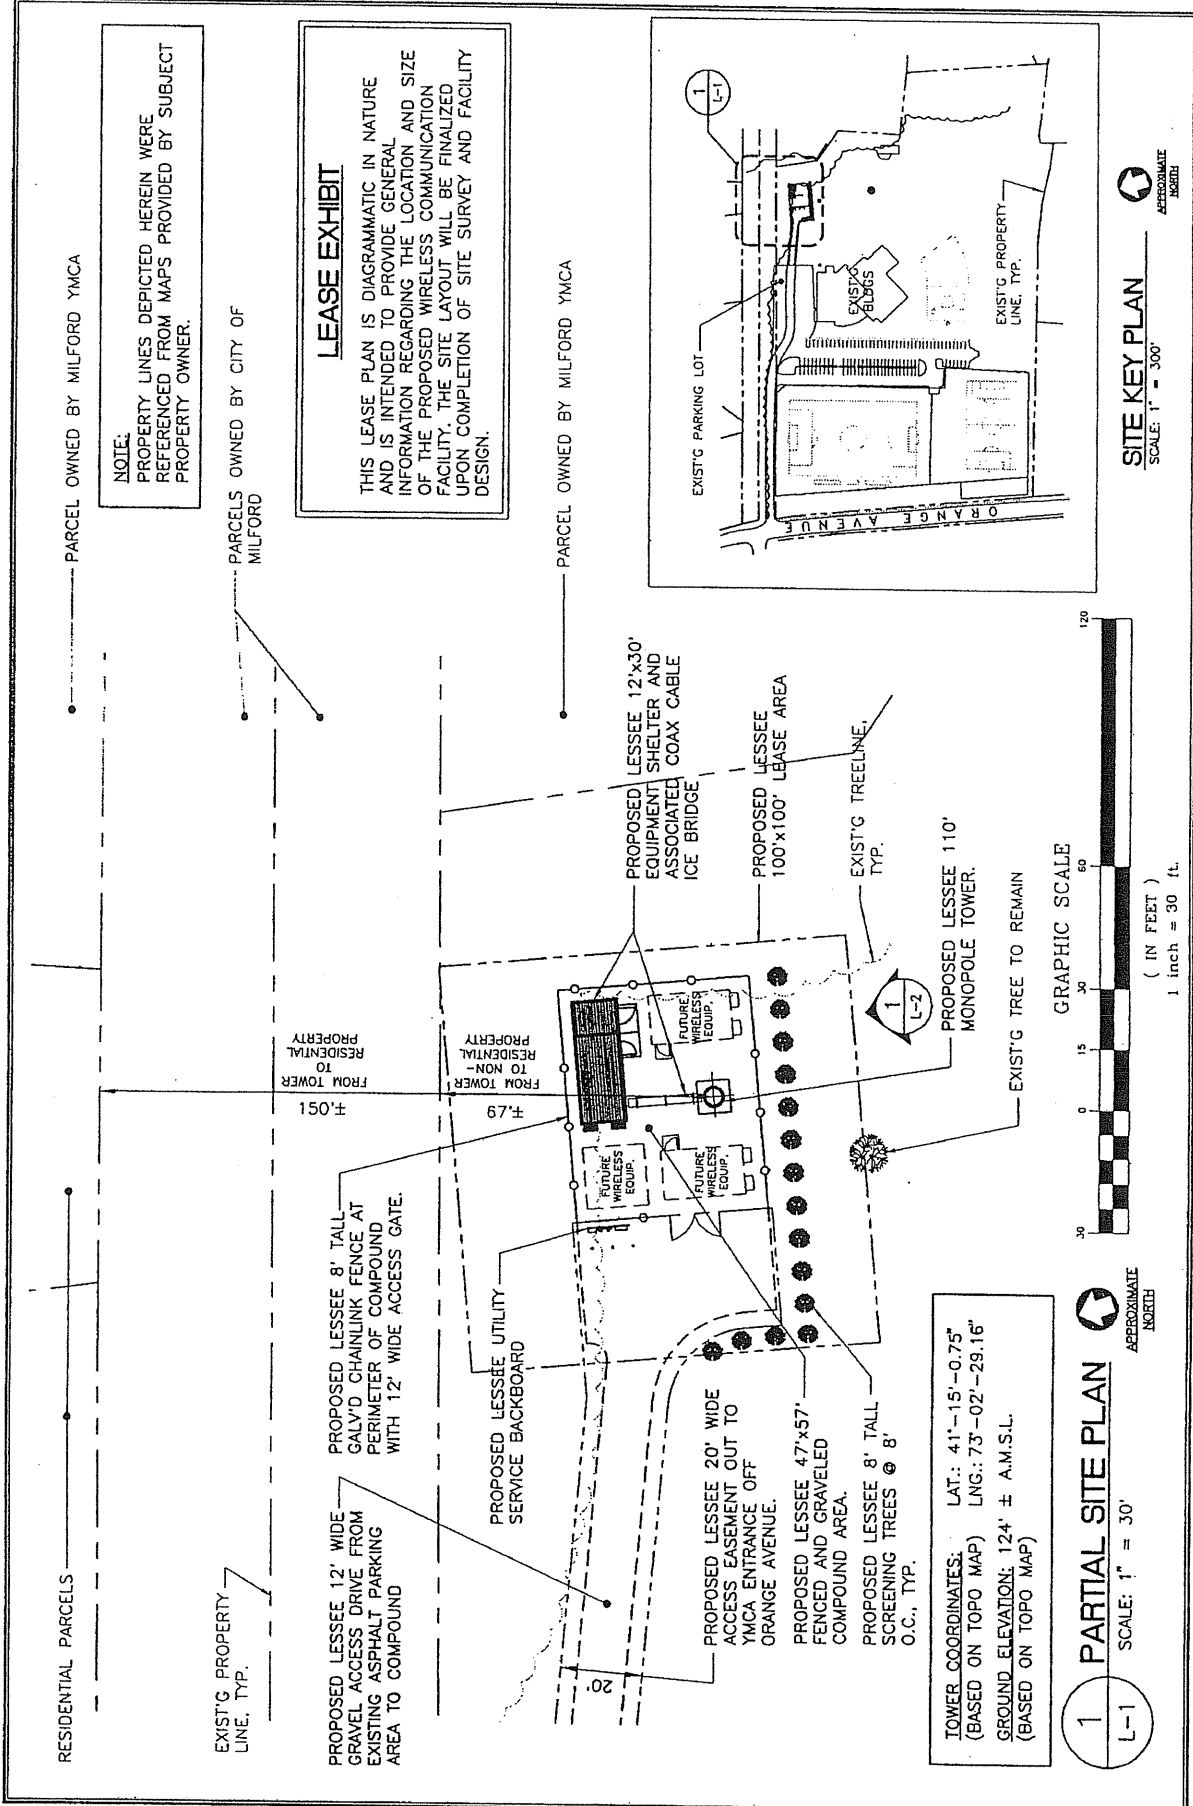 RESIDENTIAL PARCELS
EXIST'G PROPERTY
LINE, TYP.
PROPOSED LESSEE 12' WIDE
GRAVEL ACCESS DRIVE FROM
EXISTING ASPHALT PARKING
AREA TO COMPOUND
PROPOSED LESSEE 8' TALL
GALV'D CHAINLINK FENCE AT
PERIMETER OF COMPOUND
WITH 12' WIDE ACCESS GATE.
PROPOSED LESSEE UTILITY
SERVICE BACKBOARD
20'
PROPOSED LESSEE 20' WIDE
ACCESS EASEMENT OUT TO
YMCA ENTRANCE OFF
ORANGE AVENUE.
PROPOSED LESSEE 47'x57'
FENCED AND GRAVELED
COMPOUND AREA.
PROPOSED LESSEE 8' TALL
SCREENING TREES @ 8'
O.C., TYP.
150'±
FROM TOWER
TO
RESIDENTIAL
PROPERTY
67'±
FROM TOWER
TO NON-
RESIDENTIAL
PROPERTY
FUTURE
WIRELESS
EQUIP.
FUTURE
WIRELESS
EQUIP.
FUTURE
WIRELESS
EQUIP.
PARCEL OWNED BY MILFORD YMCA
PARCELS OWNED BY CITY OF
MILFORD
PARCEL OWNED BY MILFORD YMCA
PROPOSED LESSEE 12'x30'
EQUIPMENT SHELTER AND
ASSOCIATED COAX CABLE
ICE BRIDGE
PROPOSED LESSEE
100'x100' LEASE AREA
EXIST'G TREELINE,
TYP.
1
L-2
PROPOSED LESSEE 110'
MONOPOLE TOWER.
EXIST'G TREE TO REMAIN
NOTE:
PROPERTY LINES DEPICTED HEREIN WERE
REFERENCED FROM MAPS PROVIDED BY SUBJECT
PROPERTY OWNER.
LEASE EXHIBIT
THIS LEASE PLAN IS DIAGRAMMATIC IN NATURE
AND IS INTENDED TO PROVIDE GENERAL
INFORMATION REGARDING THE LOCATION AND SIZE
OF THE PROPOSED WIRELESS COMMUNICATION
FACILITY. THE SITE LAYOUT WILL BE FINALIZED
UPON COMPLETION OF SITE SURVEY AND FACILITY
DESIGN.
1
L-1
EXIST'G PARKING LOT
EXIST'G
BLDGS
EXIST'G PROPERTY
LINE, TYP.
ORANGE AVENUE
SITE KEY PLAN
SCALE: 1" = 300'
APPROXIMATE
NORTH
TOWER COORDINATES: LAT.: 41°-15'-0.75"
(BASED ON TOPO MAP) LNG.: 73°-02'-29.16"
GROUND ELEVATION: 124' ± A.M.S.L.
(BASED ON TOPO MAP)
1
L-1
PARTIAL SITE PLAN
SCALE: 1" = 30'
APPROXIMATE
NORTH
GRAPHIC SCALE
30 0 15 30 60 120
( IN FEET )
1 inch = 30 ft.